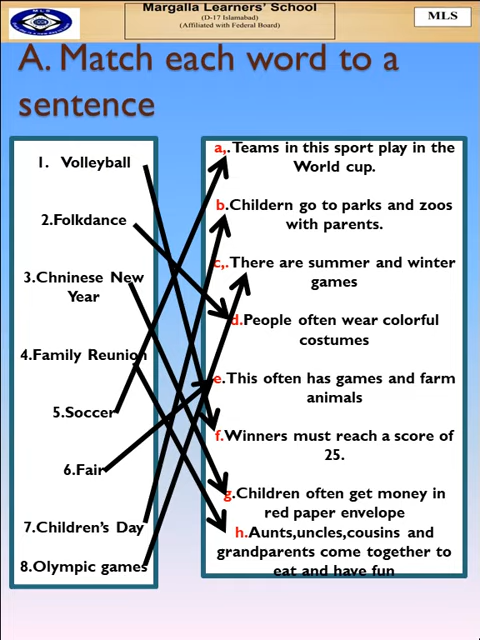 MLS
Margalla Learners' School
(D-17 Islamabad)
(Affiliated with Federal Board)
MLS
A. Match each word to a
sentence
1. Volleyball
2.Folkdance
3.Chninese New
Year
4.Family Reunion
5.Soccer
6.Fair
7.Children's Day
8.Olympic games
a,.Teams in this sport play in the
World cup.
b.Childern go to parks and zoos
with parents.
c,.There are summer and winter
games
d.People often wear colorful
costumes
e.This often has games and farm
animals
f.Winners must reach a score of
25.
g.Children often get money in
red paper envelope
h.Aunts,uncles,cousins and
grandparents come together to
eat and have fun